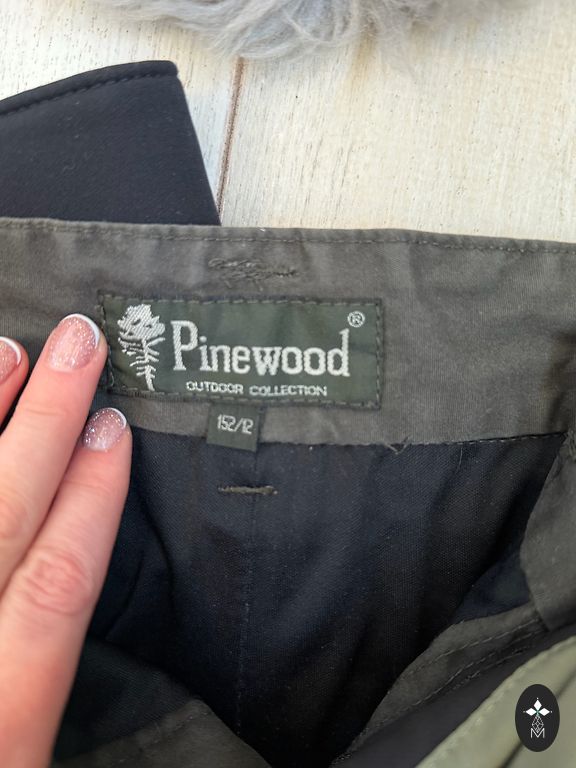 Pinewood ®
OUTDOOR COLLECTION
152/12